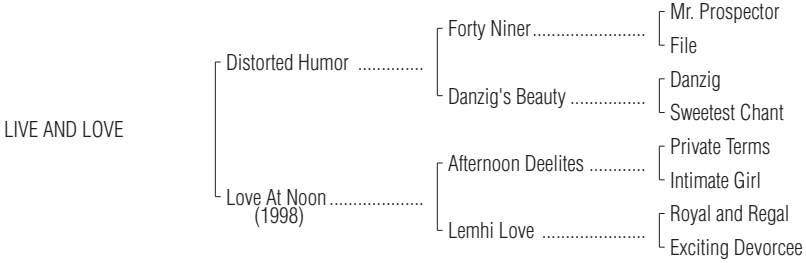 Mr. Prospector
Forty Niner........................
File
Distorted Humor ..............
Danzig
Danzig's Beauty ................
Sweetest Chant
LIVE AND LOVE
Private Terms
Afternoon Deelites ............
Intimate Girl
Love At Noon....................
(1998)
Royal and Regal
Lemhi Love ......................
Exciting Devorcee